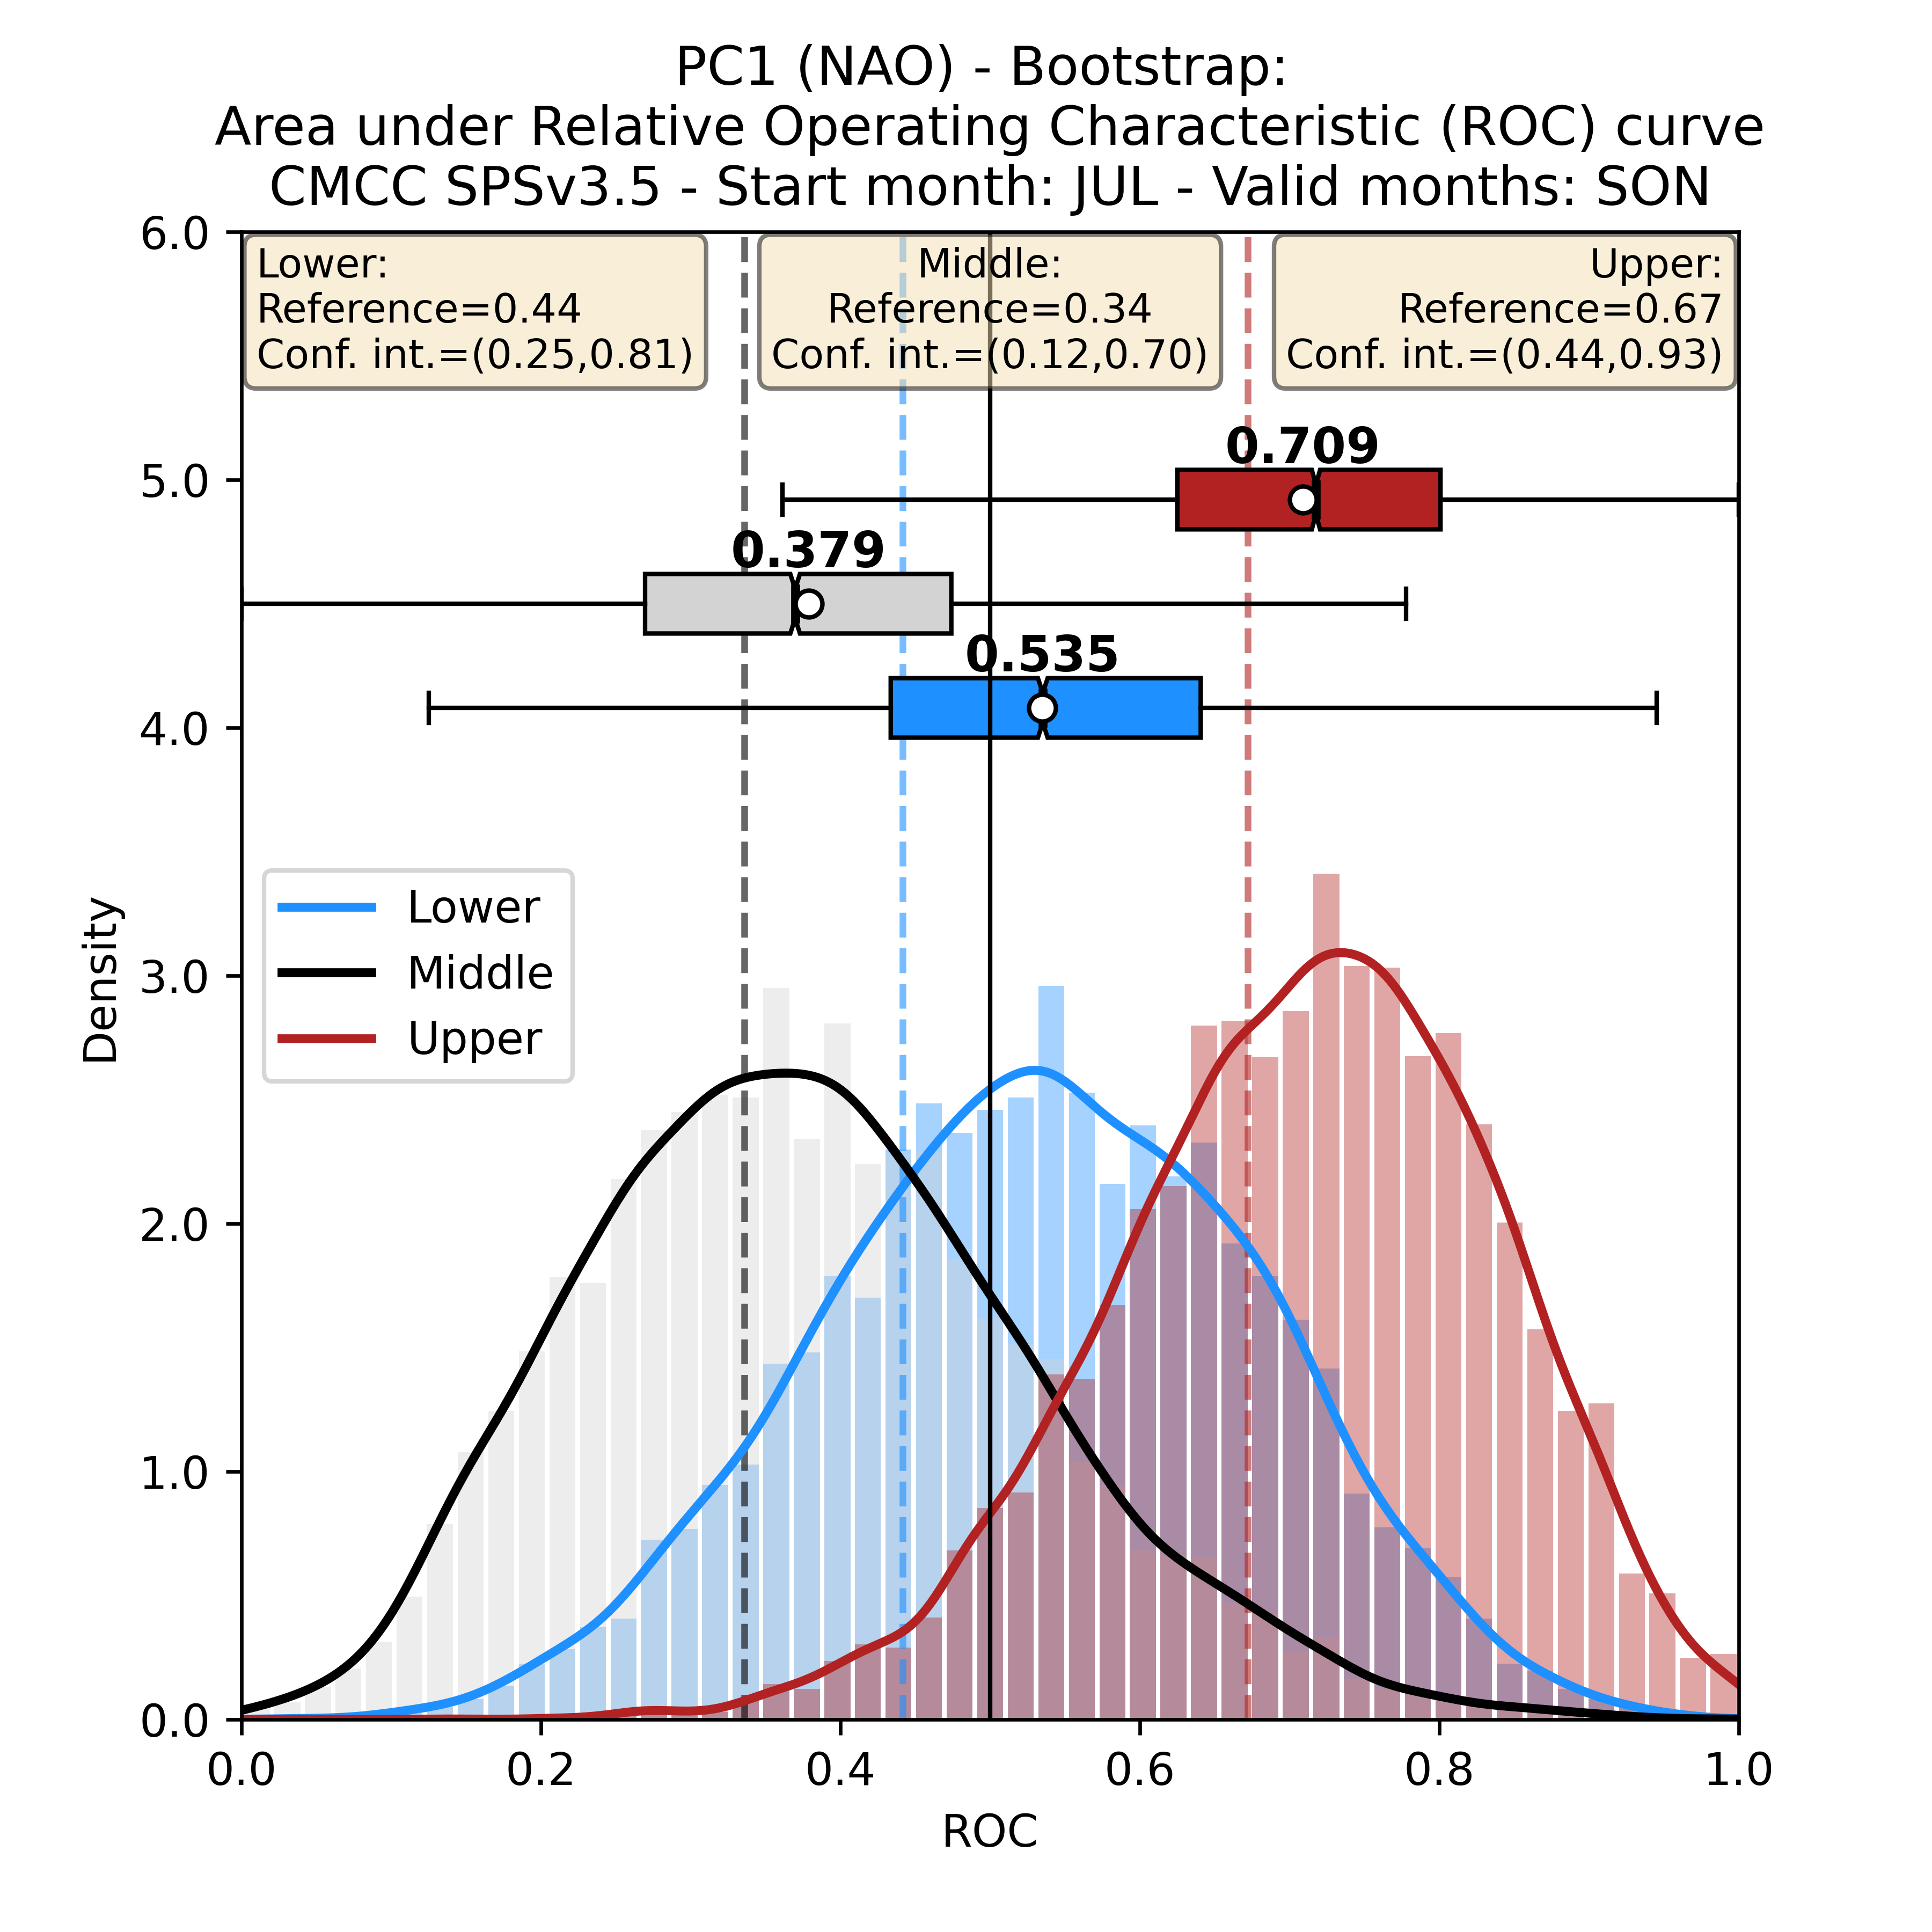 PC1 (NAO) - Bootstrap:
Area under Relative Operating Characteristic (ROC) curve
CMCC SPSv3.5 - Start month: JUL - Valid months: SON
6.0
5.0
4.0
3.0
2.0
1.0
0.0
Density
Lower:
Reference=0.44
Conf. int.=(0.25,0.81)
Middle:
Reference=0.34
Conf. int.=(0.12,0.70)
Upper:
Reference=0.67
Conf. int.=(0.44,0.93)
0.709
0.379
0.535
Lower
Middle
Upper
0.0
0.2
0.4
0.6
0.8
1.0
ROC